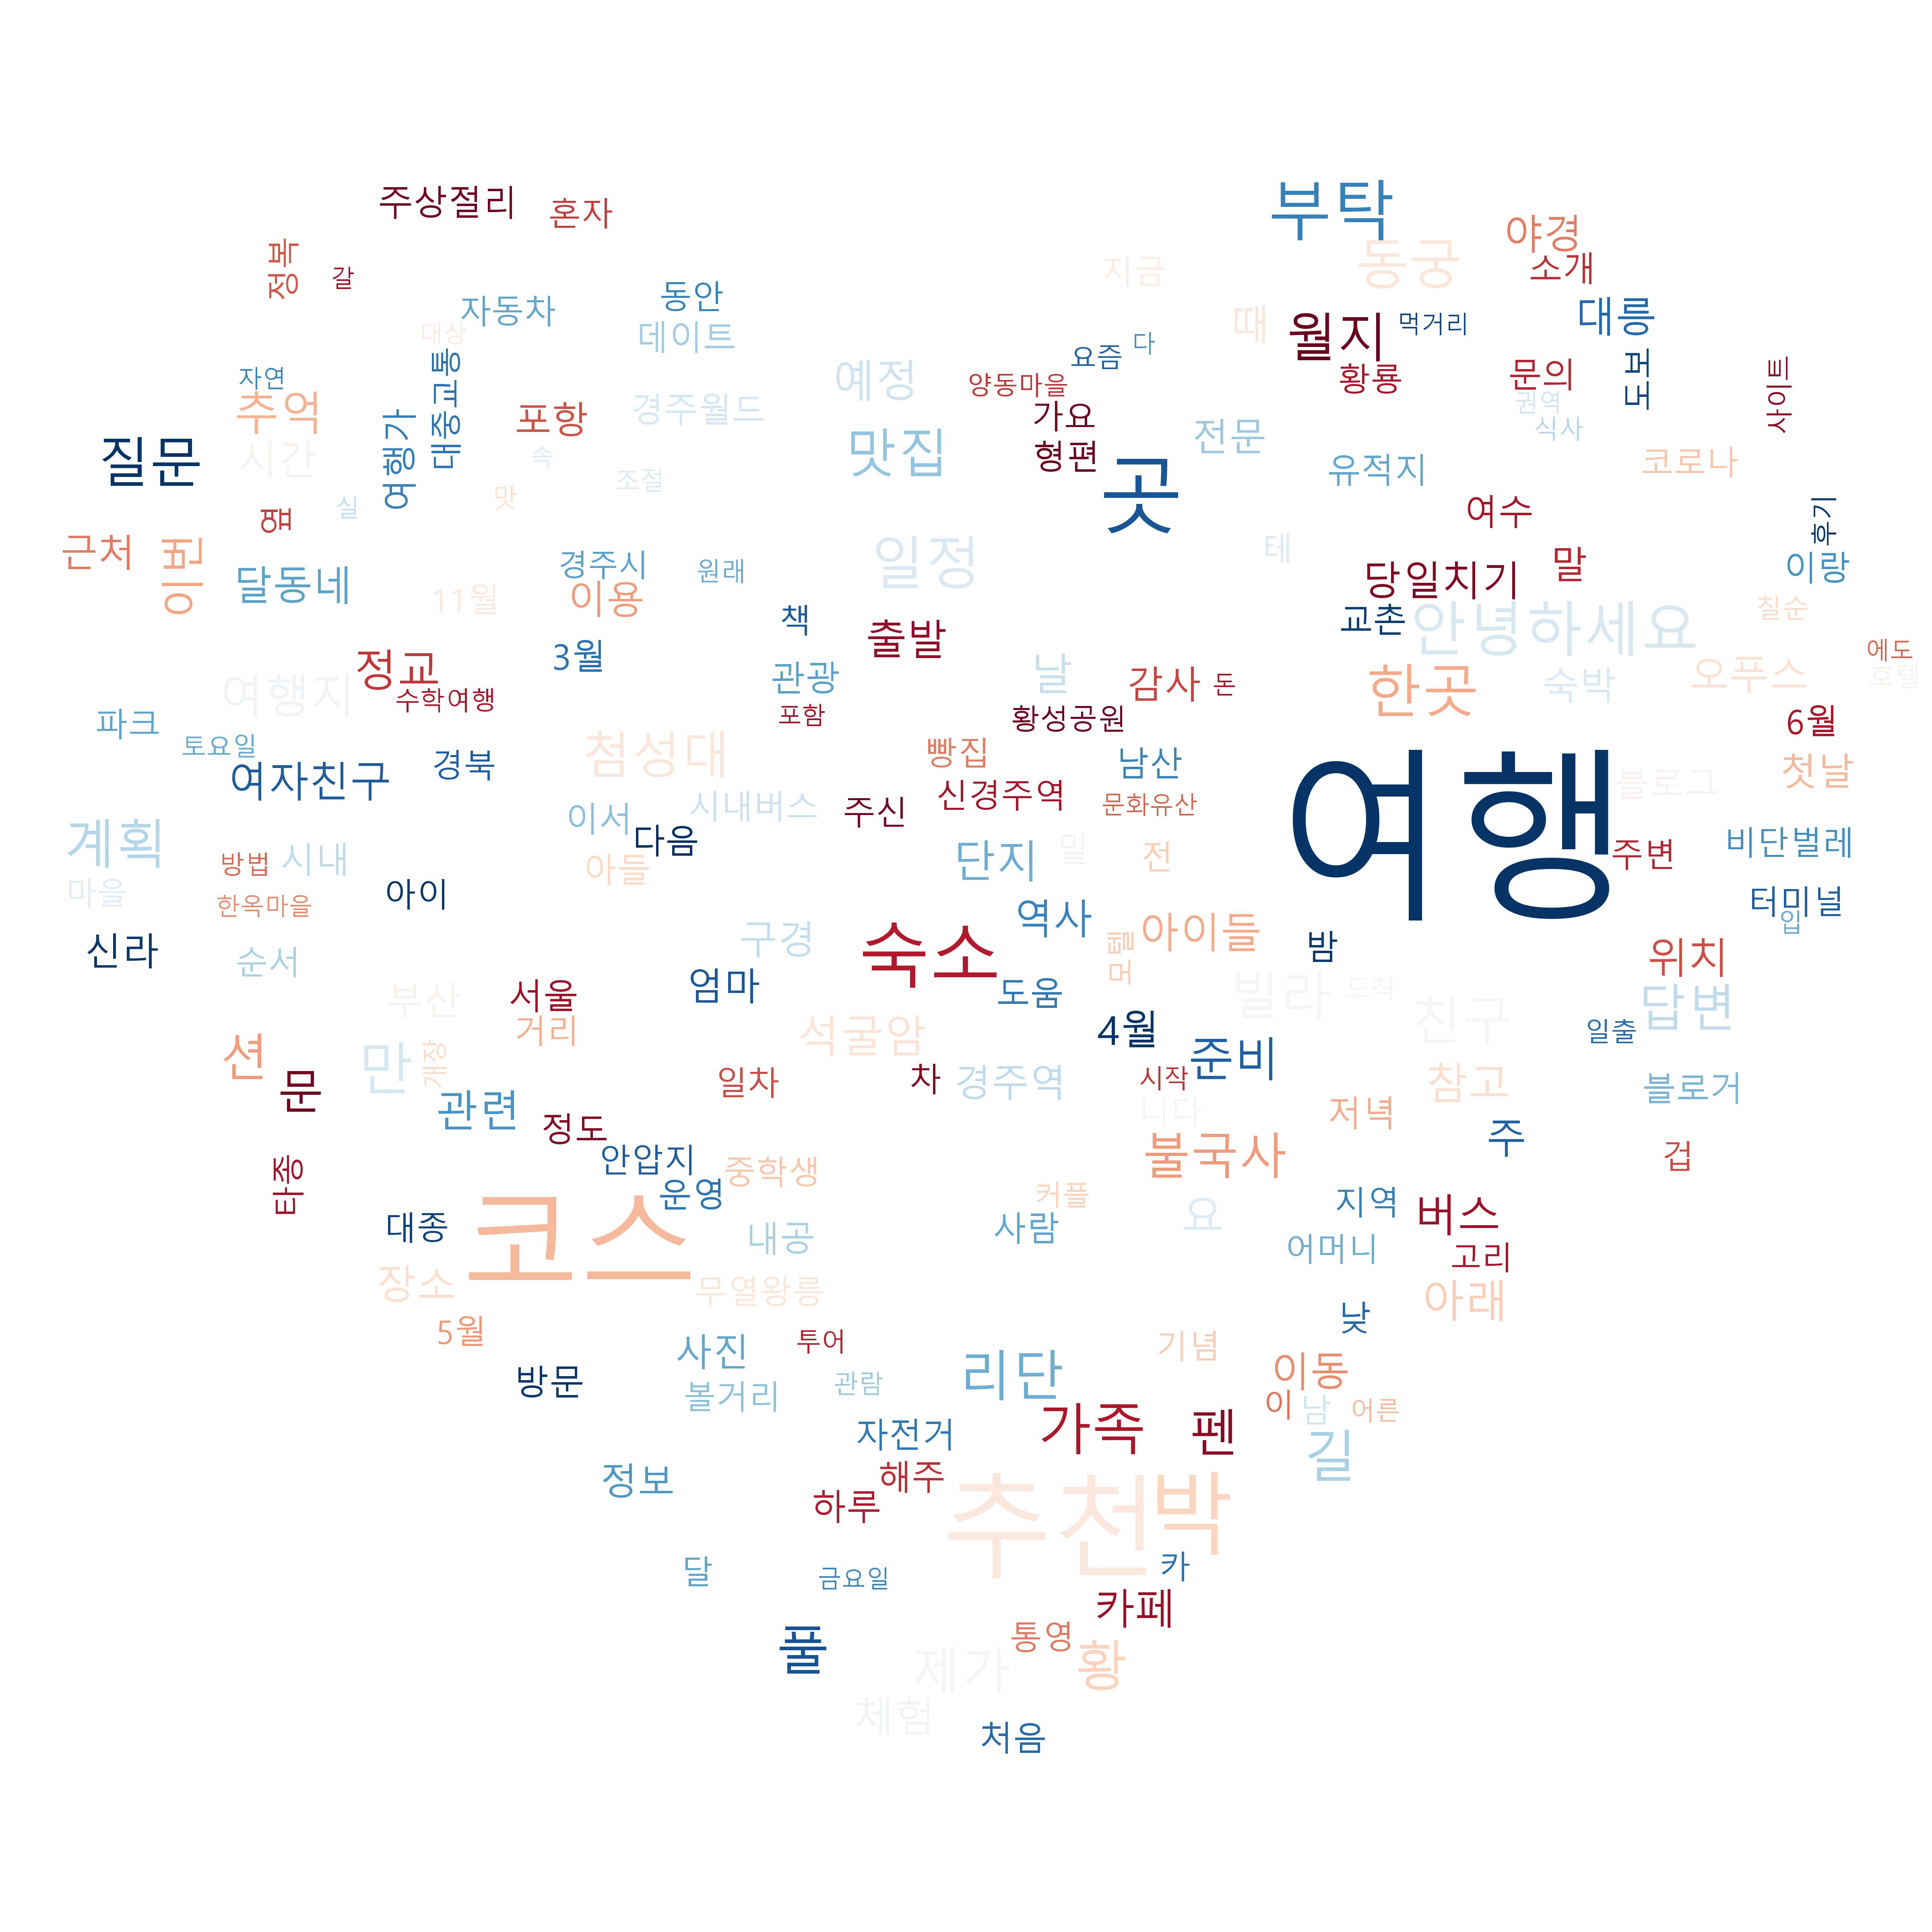 부탁
주상절리
혼자
야경
동궁
정복
소개
지금
갈
자동차
동안
대릉
때
월지
먹거리
대상
데이트
다
요즘
도보
문의
황룡
자연
예정
양동마을
사이트
추억
대중교통
경주월드
권역
포항
가요
식사
여행가
전문
맛집
속
형편
질문
시간
코로나
유적지
조절
곳
맛
실
여수
후기
옆
근처
이번
테
일정
경주시
원래
말
이랑
당일치기
달동네
11월
이용
칠순
책
교촌
안녕하세요
출발
3월
에도
정교
날
오푸스
호텔
관광
감사
돈
숙박
한곳
여행지
수학여행
포함
황성공원
6월
파크
토요일
첨성대
빵집
남산
경북
첫날
여자친구
블로그
신경주역
문화유산
시내버스
주신
이서
여행
계획
다음
비단벌레
밑
전
주변
시내
방법
단지
아들
마을
아이
한옥마을
터미널
역사
입
아이들
구경
밤
신라
숙소
모텔
위치
순서
엄마
서울
도움
도착
부산
빌라
친구
답변
거리
석굴암
4월
일출
션
개장
만
준비
일차
차
경주역
시작
참고
블로거
문
관련
니다
저녁
정도
주
불국사
겁
안압지
중학생
타종
운영
커플
지역
요
버스
대종
사람
코스
내공
어머니
고리
장소
무열왕릉
아래
낮
5월
투어
사진
기념
이동
방문
볼거리
관람
리단
이
남
어른
가족
펜
자전거
길
정보
해주
하루
추천
박
달
금요일
카
카페
통영
풀
황
제가
체험
처음